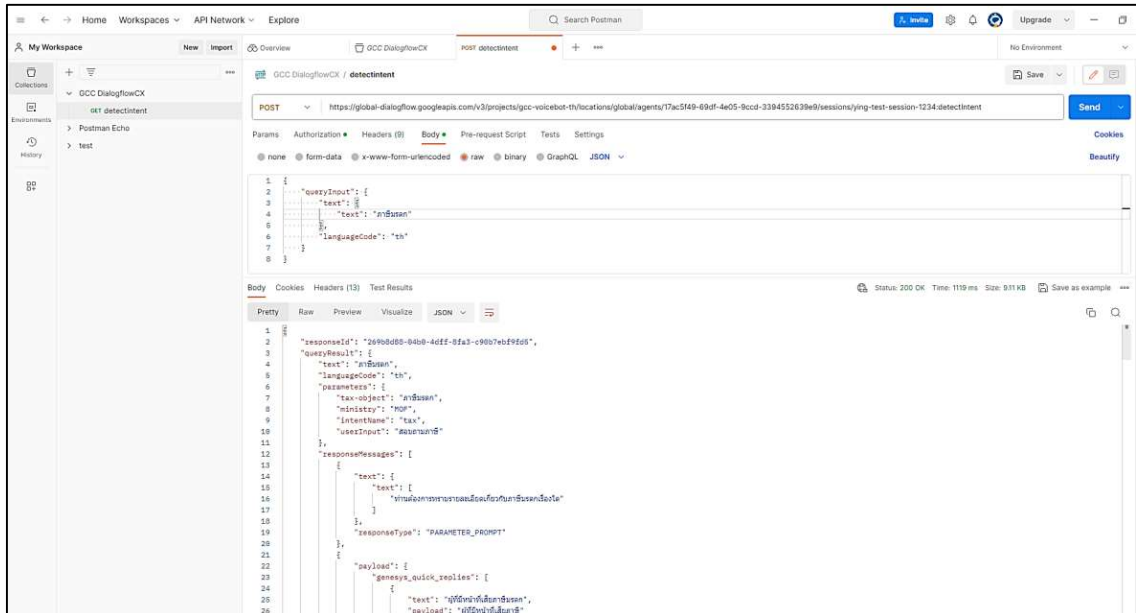 Home Workspaces API Network Explore Search Postman Invite Upgrade
My Workspace New Import Overview GCC DialogflowCX POST detectintent No Environment
Collections
Environments
History
GCC DialogflowCX
GET detectintent
Postman Echo
test
GCC DialogflowCX / detectintent Save
POST https://global-dialogflow.googleapis.com/v3/projects/gcc-voicebot-th/locations/global/agents/17ac5f49-69df-4e05-9ccd-3394552639e9/sessions/ying-test-session-1234:detectIntent Send
Params Authorization Headers (9) Body Pre-request Script Tests Settings Cookies
none form-data x-www-form-urlencoded raw binary GraphQL JSON Beautify
1 {
2 "queryInput": {
3 "text": {
4 "text": "ภาษีมรดก"
5 },
6 "languageCode": "th"
7 }
8 }
Body Cookies Headers (13) Test Results Status: 200 OK Time: 1119 ms Size: 9.11 KB Save as example
Pretty Raw Preview Visualize JSON
1 {
2 "responseId": "269b8d88-04b0-4dff-8fa3-c90b7ebf9fd5",
3 "queryResult": {
4 "text": "ภาษีมรดก",
5 "languageCode": "th",
6 "parameters": {
7 "tax-object": "ภาษีมรดก",
8 "ministry": "MOF",
9 "intentName": "tax",
10 "userInput": "สอบถามภาษี"
11 },
12 "responseMessages": [
13 {
14 "text": {
15 "text": [
16 "ท่านต้องการทราบรายละเอียดเกี่ยวกับภาษีมรดกเรื่องใด"
17 ]
18 },
19 "responseType": "PARAMETER_PROMPT"
20 },
21 {
22 "payload": {
23 "genesys_quick_replies": [
24 {
25 "text": "ผู้ที่มีหน้าที่เสียภาษีมรดก",
26 "payload": "ผู้ที่มีหน้าที่เสียภาษี"